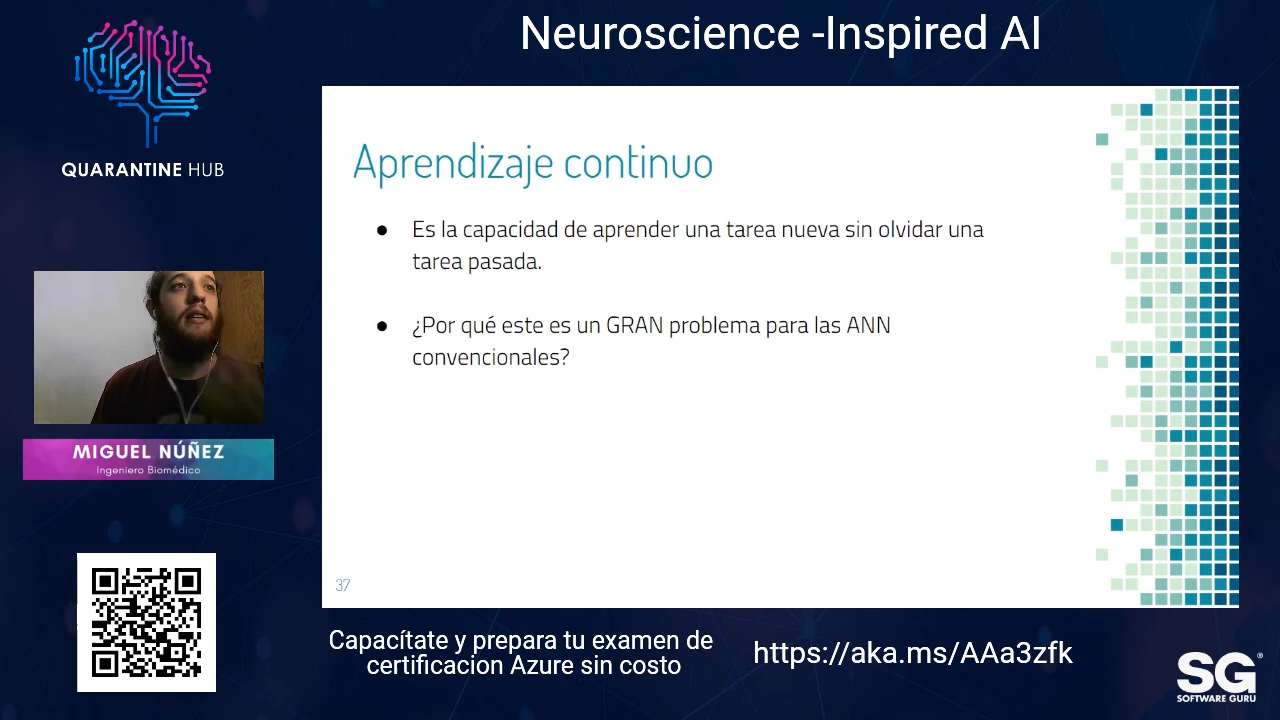 Neuroscience -Inspired AI
QUARANTINE HUB
Aprendizaje continuo
● Es la capacidad de aprender una tarea nueva sin olvidar una
tarea pasada.
● ¿Por qué este es un GRAN problema para las ANN
convencionales?
37
MIGUEL NÚÑEZ
Ingeniero Biomédico
Capacítate y prepara tu examen de
certificacion Azure sin costo
https://aka.ms/AAa3zfk
SG®
SOFTWARE GURU